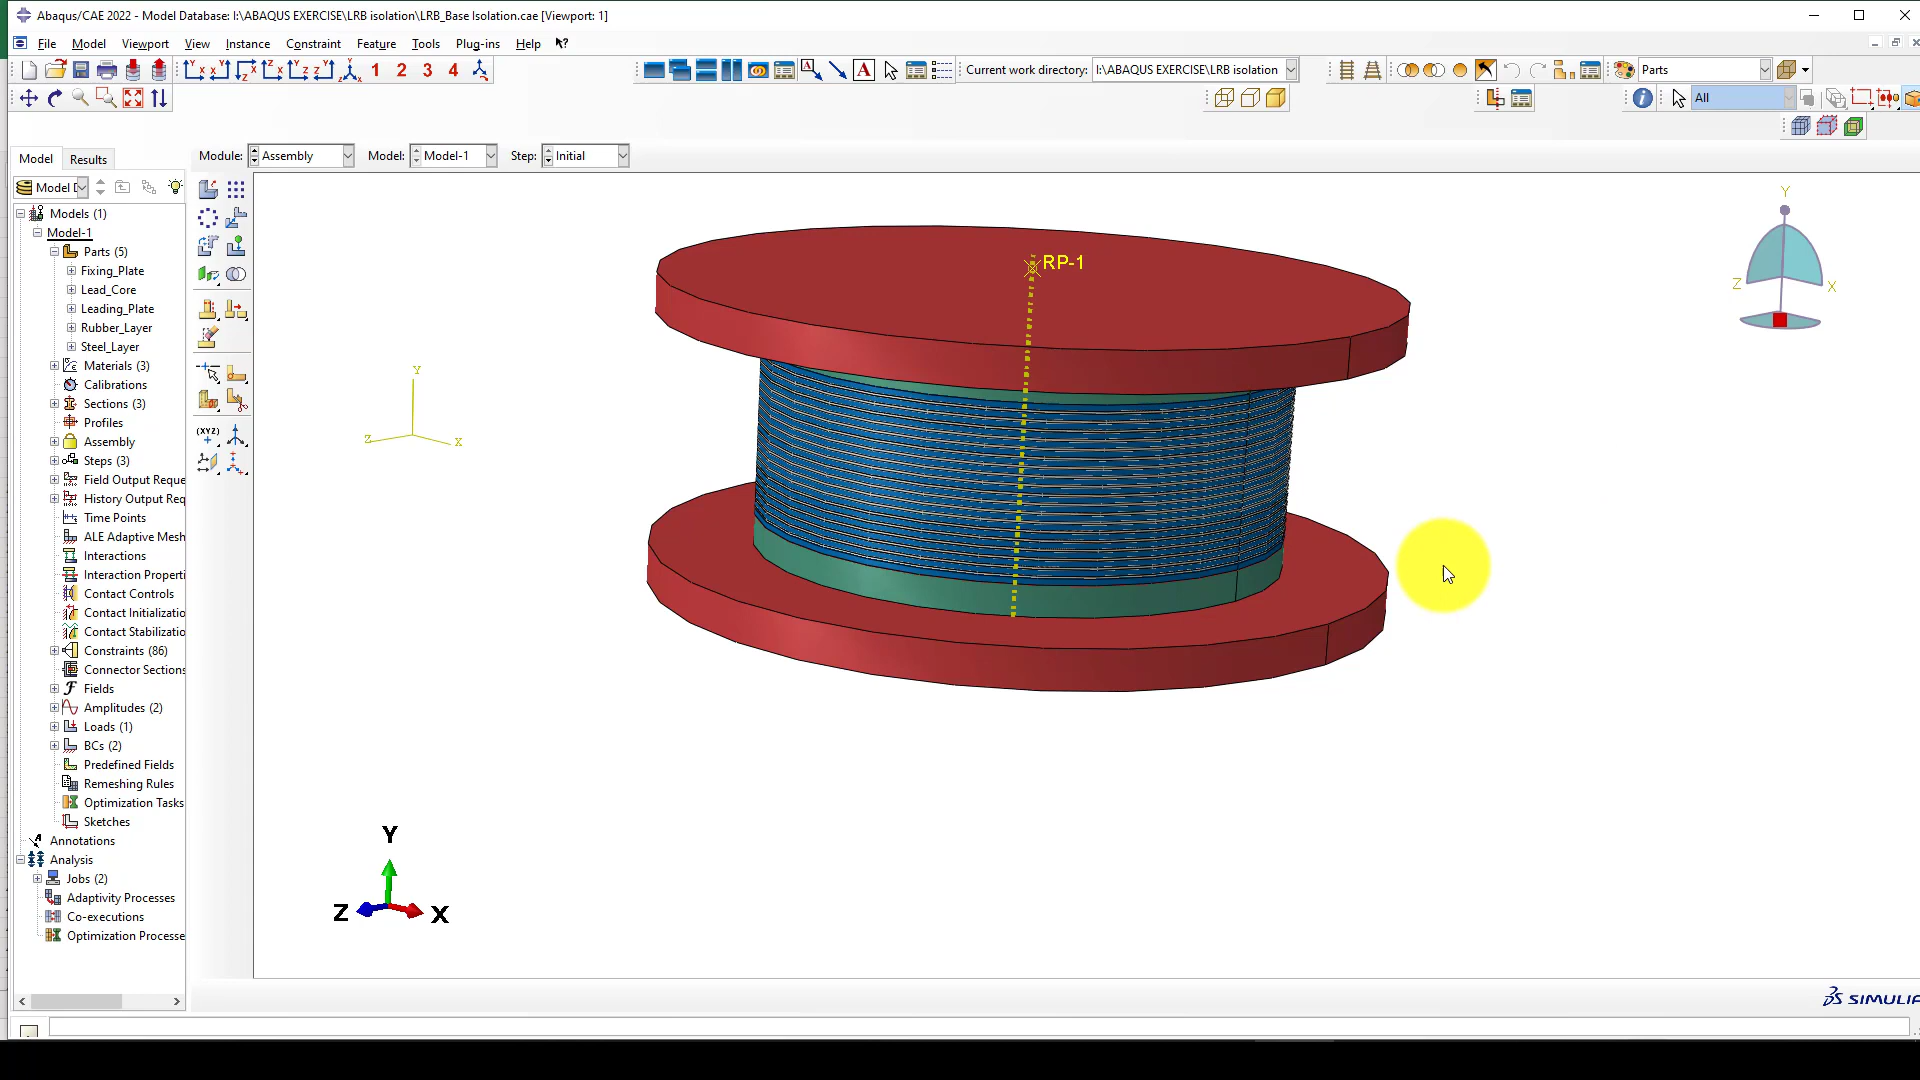 Abaqus/CAE 2022 - Model Database: I:\ABAQUS EXERCISE\LRB isolation\LRB_Base Isolation.cae [Viewport: 1]
File Model Viewport View Instance Constraint Feature Tools Plug-ins Help
1 2 3 4 Current work directory: I:\ABAQUS EXERCISE\LRB isolation Parts
All
Model Results Module: Assembly Model: Model-1 Step: Initial
Model D
Models (1)
Model-1
Parts (5)
Fixing_Plate
Lead_Core
Leading_Plate
Rubber_Layer
Steel_Layer
Materials (3)
Calibrations
Sections (3)
Profiles
Assembly
Steps (3)
Field Output Reque
History Output Req
Time Points
ALE Adaptive Mesh
Interactions
Interaction Properti
Contact Controls
Contact Initializatio
Contact Stabilizatio
Constraints (86)
Connector Sections
Fields
Amplitudes (2)
Loads (1)
BCs (2)
Predefined Fields
Remeshing Rules
Optimization Tasks
Sketches
Annotations
Analysis
Jobs (2)
Adaptivity Processes
Co-executions
Optimization Processe
(XYZ)
RP-1
Y
Z
X
Y
Z
X
Y
Z
X
SIMULIA